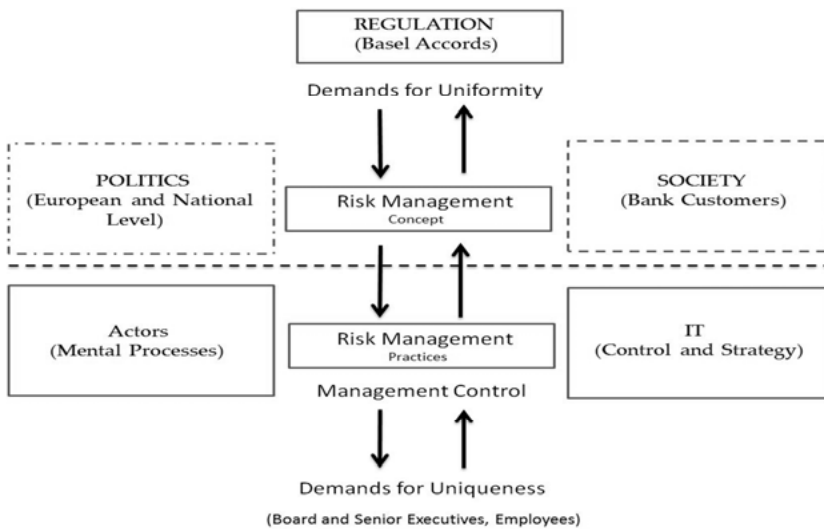 REGULATION
(Basel Accords)
Demands for Uniformity
POLITICS
(European and National
Level)
Risk Management
Concept
SOCIETY
(Bank Customers)
Actors
(Mental Processes)
Risk Management
Practices
IT
(Control and Strategy)
Management Control
Demands for Uniqueness
(Board and Senior Executives, Employees)